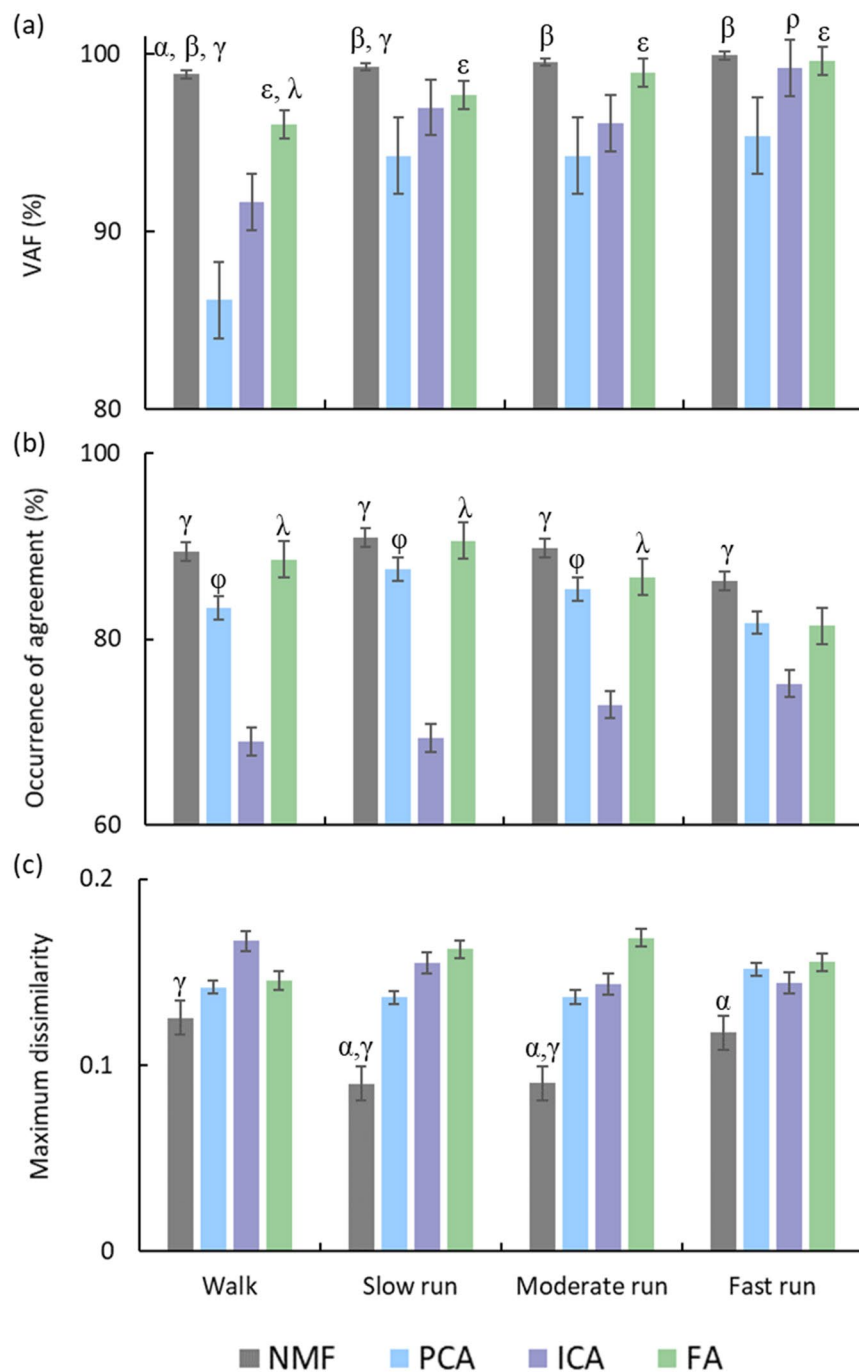 (a)
100
α, β, γ
β, γ
β
β
ρ
ε
ε, λ
ε
ε
90
80
VAF (%)
(b)
100
γ
φ
λ
γ
φ
λ
γ
φ
λ
γ
80
60
Occurrence of agreement (%)
(c)
0.2
γ
α,γ
α,γ
α
0.1
0
Maximum dissimilarity
Walk Slow run Moderate run Fast run
NMF PCA ICA FA